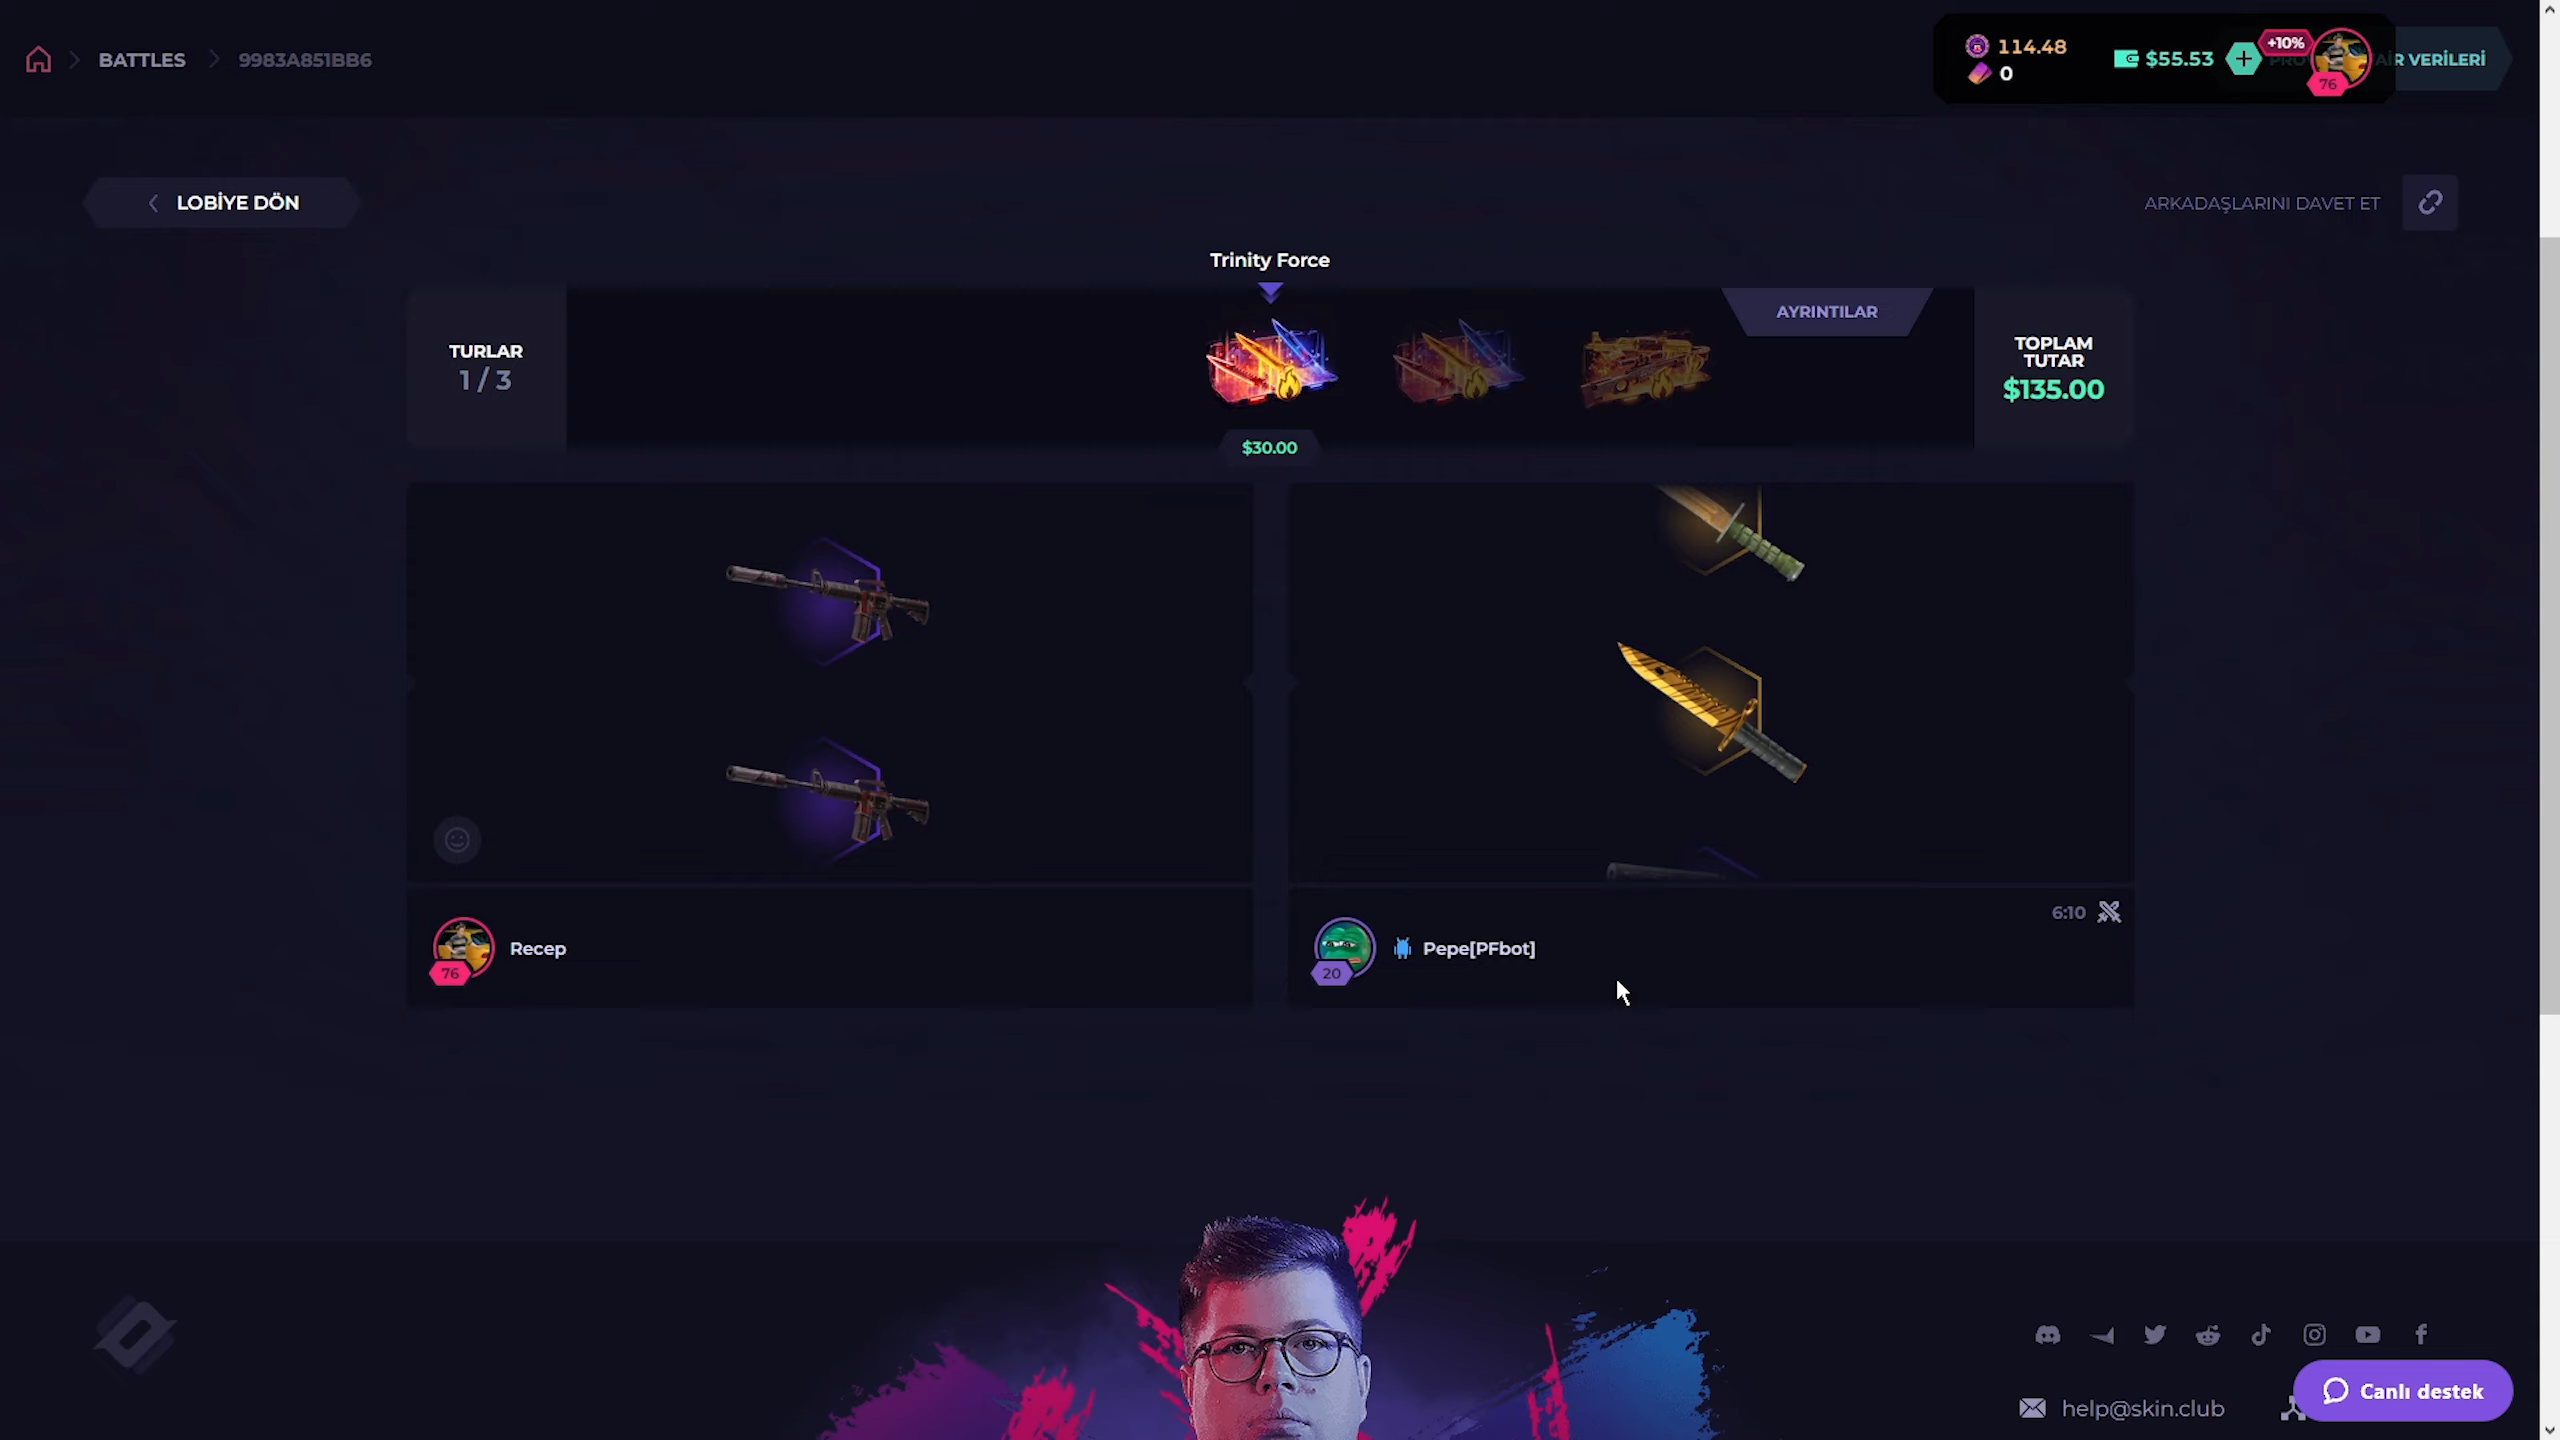 BATTLES
9983A851BB6
114.48
0
$55.53
+10%
76
R VERİLERİ
LOBİYE DÖN
ARKADAŞLARINI DAVET ET
Trinity Force
TURLAR
1 / 3
AYRINTILAR
TOPLAM
TUTAR
$135.00
$30.00
76
Recep
20
Pepe[PFbot]
6:10
help@skin.club
Canlı destek